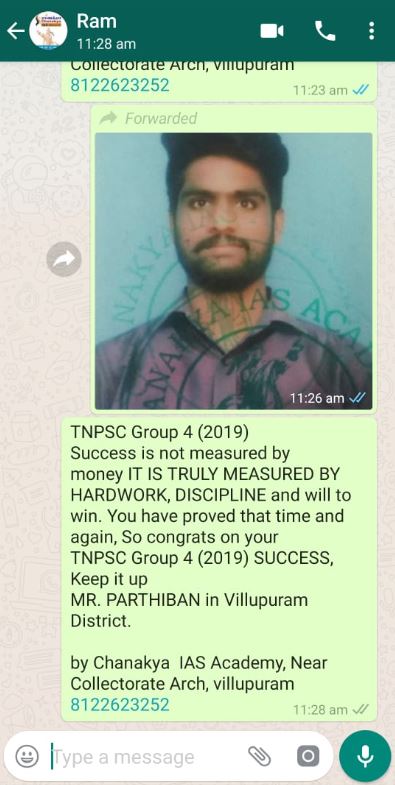 Ram
11:28 am
Collectorate Arch, villupuram
8122623252
11:23 am
Forwarded
CHANAKYA IAS ACAD
11:26 am
TNPSC Group 4 (2019)
Success is not measured by
money IT IS TRULY MEASURED BY
HARDWORK, DISCIPLINE and will to
win. You have proved that time and
again, So congrats on your
TNPSC Group 4 (2019) SUCCESS,
Keep it up
MR. PARTHIBAN in Villupuram
District.
by Chanakya  IAS Academy, Near
Collectorate Arch, villupuram
8122623252
11:28 am
Type a message